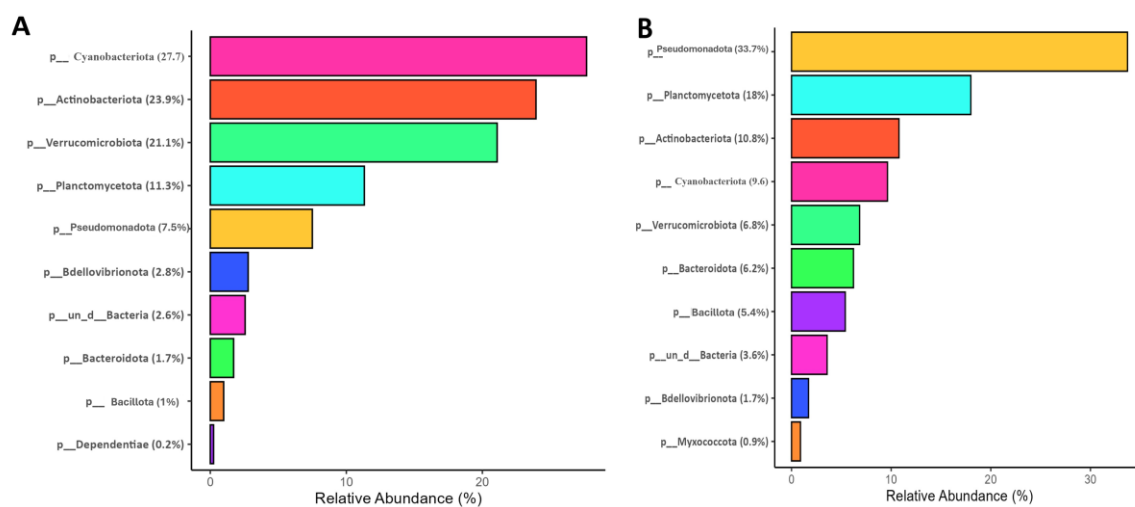 A
p__ Cyanobacteriota (27.7)
p__Actinobacteriota (23.9%)
p__Verrucomicrobiota (21.1%)
p__Planctomycetota (11.3%)
p__Pseudomonadota (7.5%)
p__Bdellovibrionota (2.8%)
p__un_d__Bacteria (2.6%)
p__Bacteroidota (1.7%)
p__ Bacillota (1%)
p__Dependentiae (0.2%)
0 10 20
Relative Abundance (%)
B
p_Pseudomonadota (33.7%)
p__Planctomycetota (18%)
p__Actinobacteriota (10.8%)
p__ Cyanobacteriota (9.6)
p__Verrucomicrobiota (6.8%)
p__Bacteroidota (6.2%)
p__ Bacillota (5.4%)
p__un_d__Bacteria (3.6%)
p__Bdellovibrionota (1.7%)
p__Myxococcota (0.9%)
0 10 20 30
Relative Abundance (%)